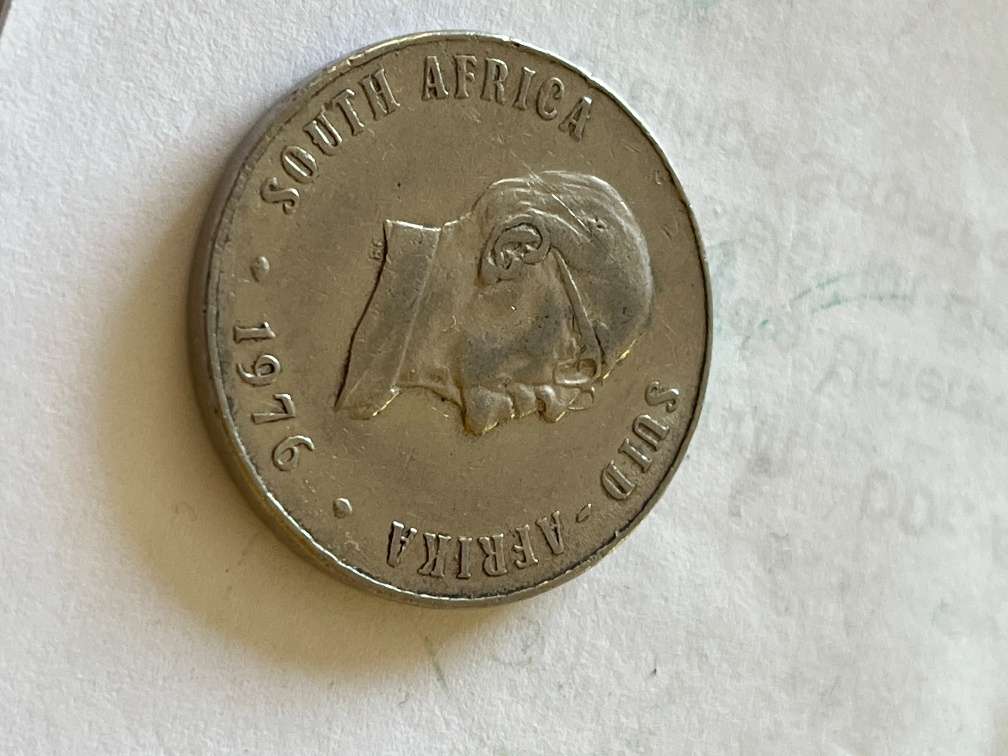 SOUTH AFRICA
SUID-AFRIKA
• 1976 •